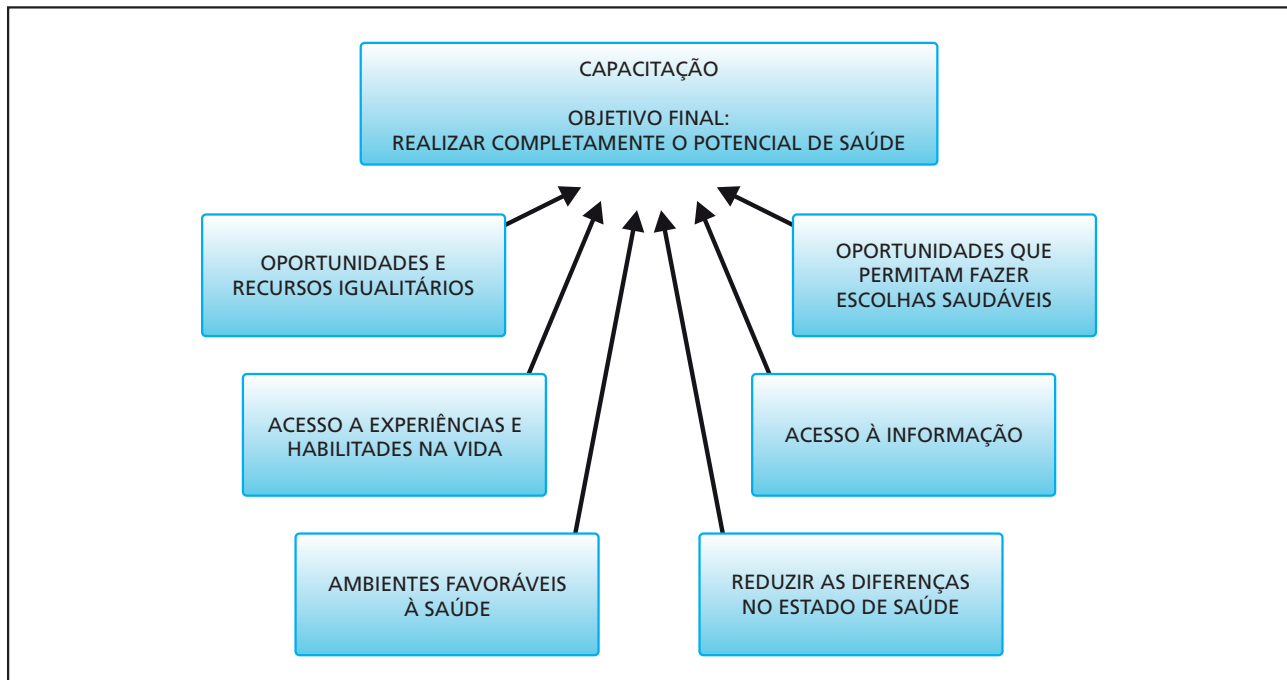 CAPACITAÇÃO
OBJETIVO FINAL:
REALIZAR COMPLETAMENTE O POTENCIAL DE SAÚDE
OPORTUNIDADES E
RECURSOS IGUALITÁRIOS
OPORTUNIDADES QUE
PERMITAM FAZER
ESCOLHAS SAUDÁVEIS
ACESSO A EXPERIÊNCIAS E
HABILITADES NA VIDA
ACESSO À INFORMAÇÃO
AMBIENTES FAVORÁVEIS
À SAÚDE
REDUZIR AS DIFERENÇAS
NO ESTADO DE SAÚDE